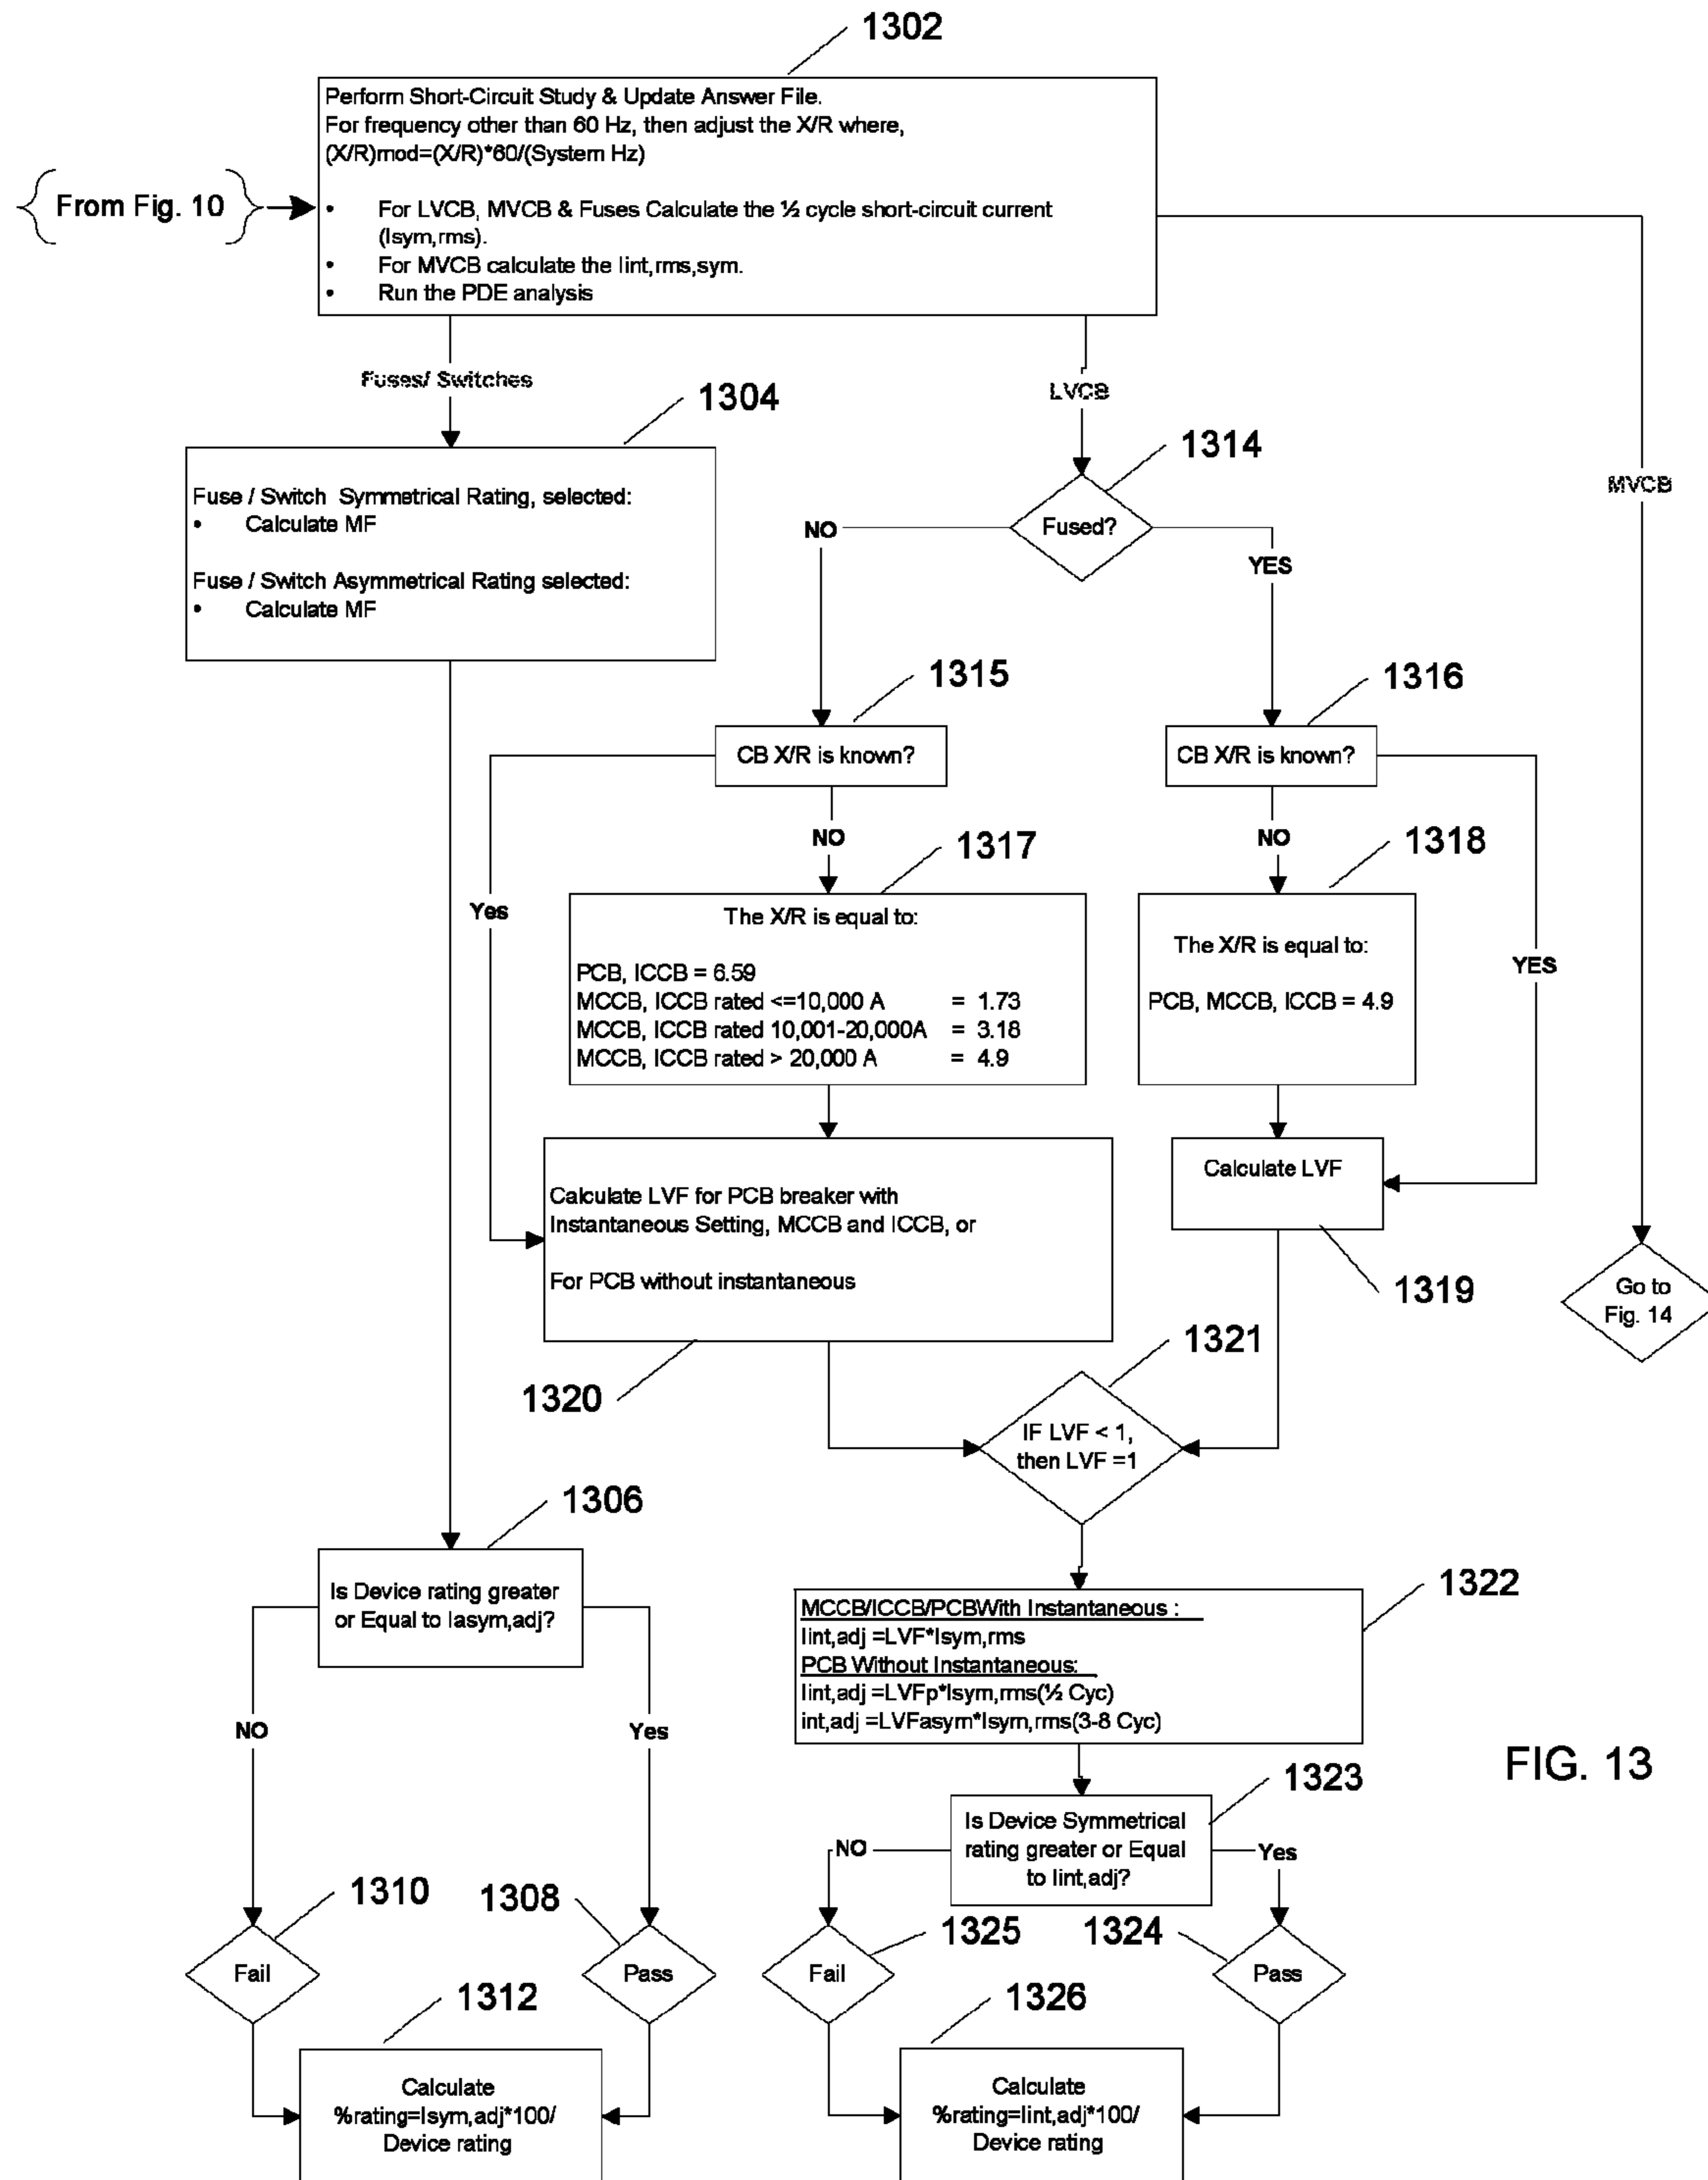 1302
Perform Short-Circuit Study & Update Answer File.
For frequency other than 60 Hz, then adjust the X/R where,
(X/R)mod=(X/R)*60/(System Hz)
• For LVCB, MVCB & Fuses Calculate the ½ cycle short-circuit current
(Isym,rms).
• For MVCB calculate the Iint,rms,sym.
• Run the PDE analysis
From Fig. 10
Fuses/ Switches
LVCB
MVCB
1304
Fuse / Switch Symmetrical Rating, selected:
• Calculate MF
Fuse / Switch Asymmetrical Rating selected:
• Calculate MF
1314
Fused?
NO
YES
1315
CB X/R is known?
1316
CB X/R is known?
NO
NO
Yes
YES
1317
The X/R is equal to:
PCB, ICCB = 6.59
MCCB, ICCB rated <=10,000 A = 1.73
MCCB, ICCB rated 10,001-20,000A = 3.18
MCCB, ICCB rated > 20,000 A = 4.9
1318
The X/R is equal to:
PCB, MCCB, ICCB = 4.9
Calculate LVF for PCB breaker with
Instantaneous Setting, MCCB and ICCB, or
For PCB without instantaneous
1320
Calculate LVF
1319
Go to
Fig. 14
1321
IF LVF < 1,
then LVF =1
1306
Is Device rating greater
or Equal to Iasym,adj?
NO
Yes
1322
MCCB/ICCB/PCBWith Instantaneous :
Iint,adj =LVF*Isym,rms
PCB Without Instantaneous:
Iint,adj =LVFp*Isym,rms(½ Cyc)
int,adj =LVFasym*Isym,rms(3-8 Cyc)
FIG. 13
1323
Is Device Symmetrical
rating greater or Equal
to Iint,adj?
NO
Yes
1310
Fail
1308
Pass
1325
Fail
1324
Pass
1312
Calculate
%rating=Isym,adj*100/
Device rating
1326
Calculate
%rating=Iint,adj*100/
Device rating